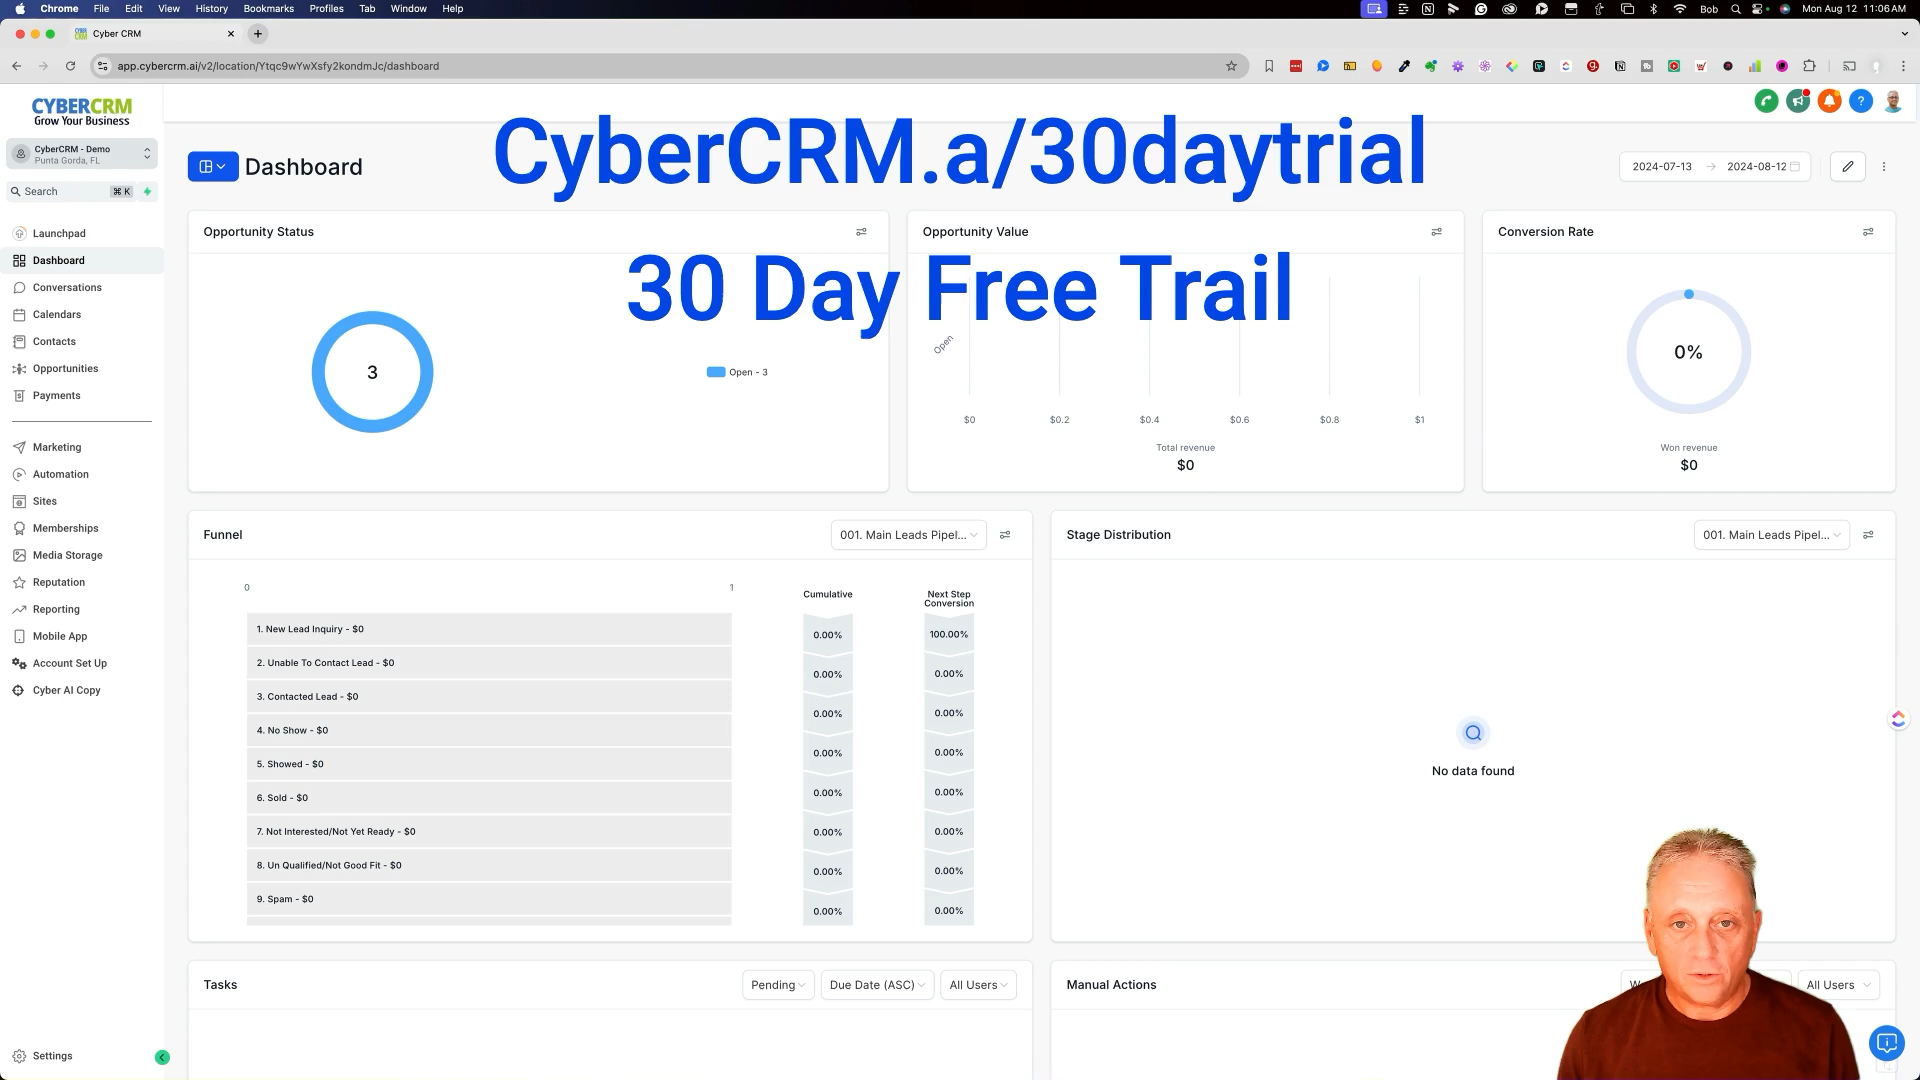 Chrome File Edit View History Bookmarks Profiles Tab Window Help Bob Mon Aug 12 11:06 AM
Cyber CRM
app.cybercrm.ai/v2/location/Ytqc9wYwXsfy2kondmJc/dashboard
CYBERCRM
Grow Your Business
CyberCRM - Demo
Punta Gorda, FL
Search ⌘ K
Launchpad
Dashboard
Conversations
Calendars
Contacts
Opportunities
Payments
Marketing
Automation
Sites
Memberships
Media Storage
Reputation
Reporting
Mobile App
Account Set Up
Cyber AI Copy
Settings
CyberCRM.a/30daytrial
30 Day Free Trail
Dashboard
2024-07-13 → 2024-08-12
Opportunity Status
3
Open - 3
Opportunity Value
Open
$0 $0.2 $0.4 $0.6 $0.8 $1
Total revenue
$0
Conversion Rate
0%
Won revenue
$0
Funnel
001. Main Leads Pipel...
0 1
Cumulative
Next Step
Conversion
1. New Lead Inquiry - $0 0.00% 100.00%
2. Unable To Contact Lead - $0 0.00% 0.00%
3. Contacted Lead - $0 0.00% 0.00%
4. No Show - $0 0.00% 0.00%
5. Showed - $0 0.00% 0.00%
6. Sold - $0 0.00% 0.00%
7. Not Interested/Not Yet Ready - $0 0.00% 0.00%
8. Un Qualified/Not Good Fit - $0 0.00% 0.00%
9. Spam - $0
Stage Distribution
001. Main Leads Pipel...
No data found
Tasks
Pending
Due Date (ASC)
All Users
Manual Actions
All Users